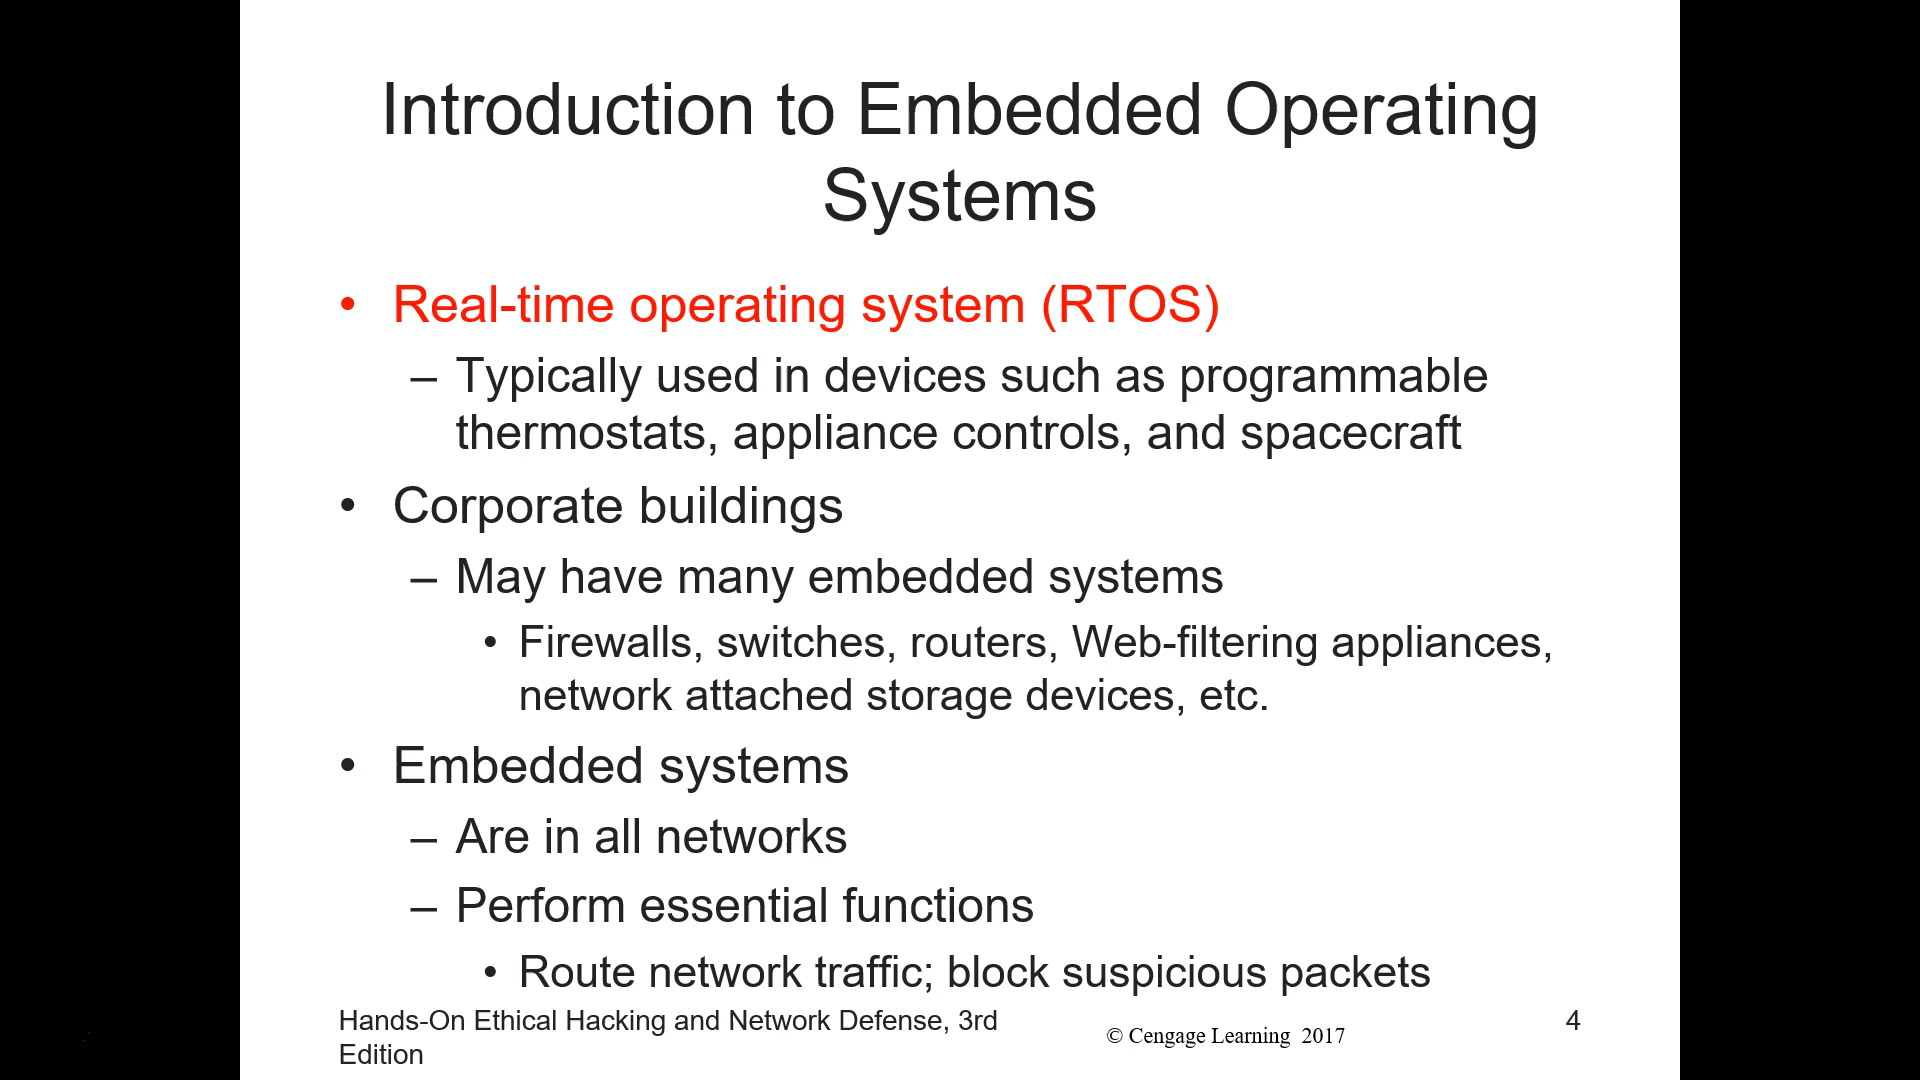 Introduction to Embedded Operating
Systems
• Real-time operating system (RTOS)
– Typically used in devices such as programmable
thermostats, appliance controls, and spacecraft
• Corporate buildings
– May have many embedded systems
• Firewalls, switches, routers, Web-filtering appliances,
network attached storage devices, etc.
• Embedded systems
– Are in all networks
– Perform essential functions
• Route network traffic; block suspicious packets
Hands-On Ethical Hacking and Network Defense, 3rd
Edition
© Cengage Learning 2017
4